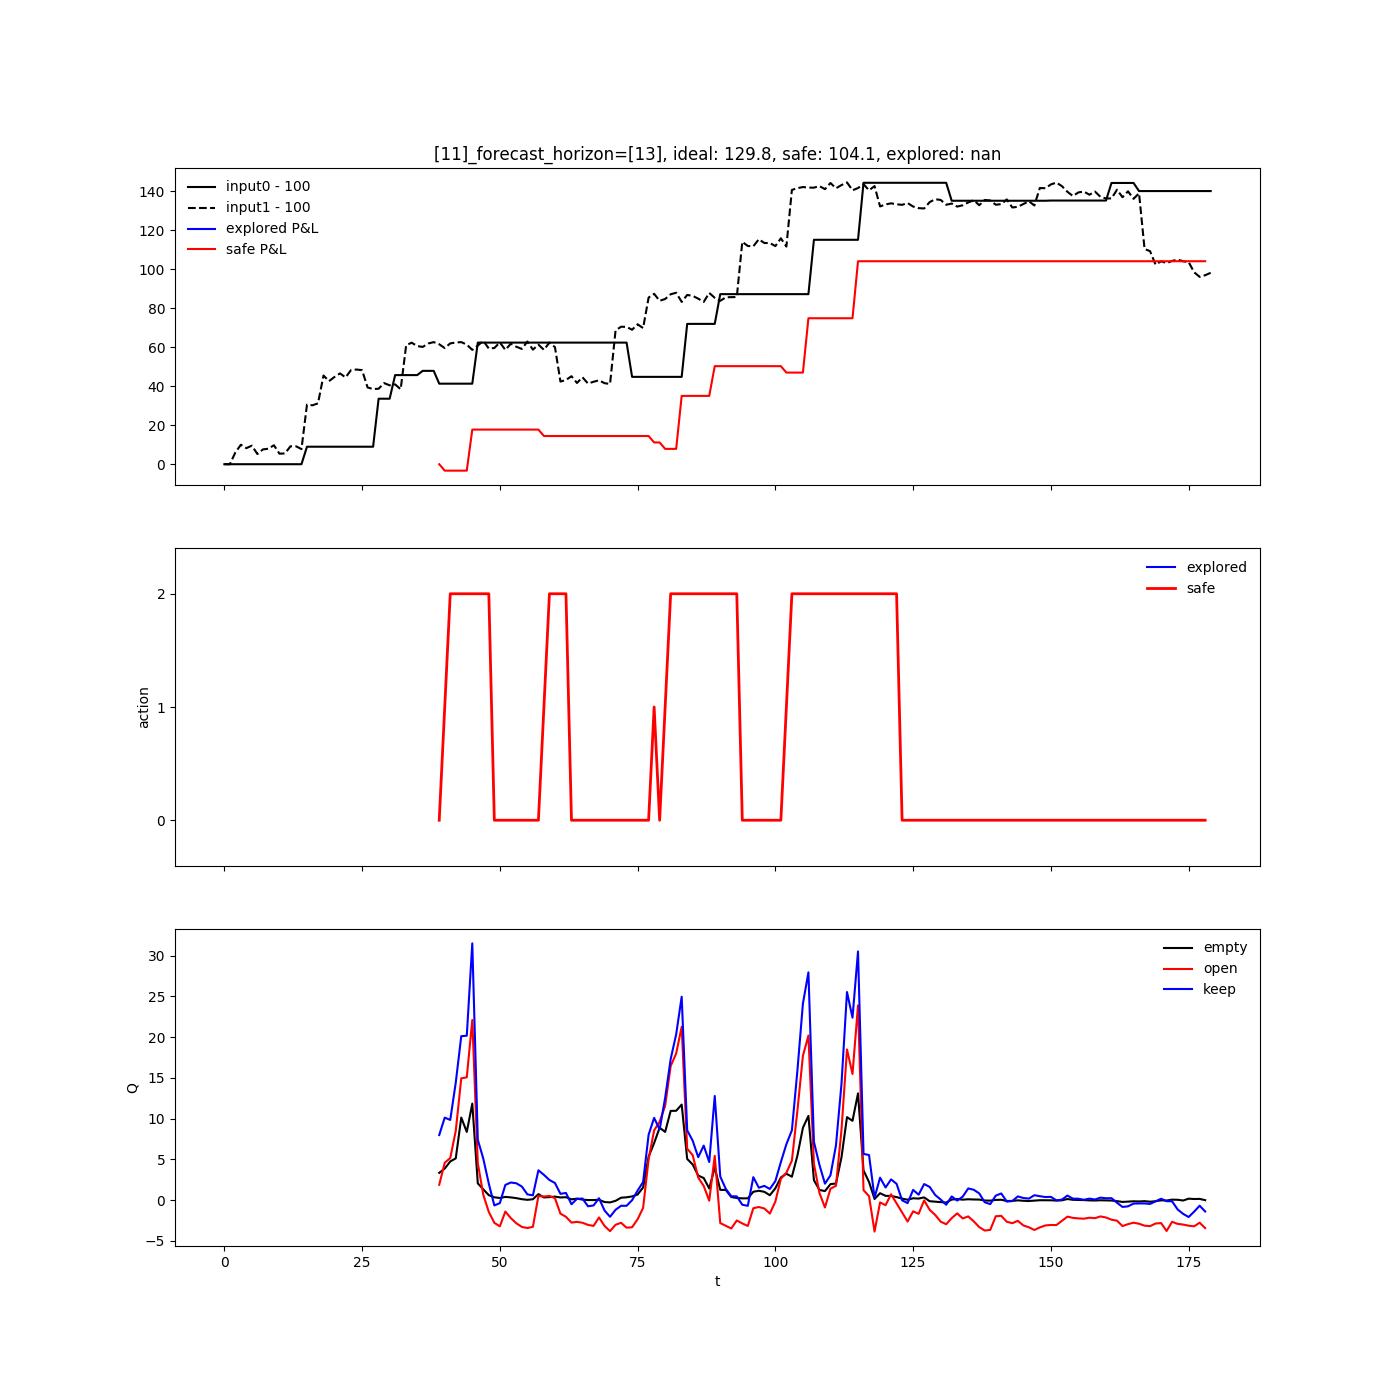 [11]_forecast_horizon=[13], ideal: 129.8, safe: 104.1, explored: nan
input0 - 100
input1 - 100
explored P&L
safe P&L
140
120
100
80
60
40
20
0
explored
safe
2
1
0
action
empty
open
keep
30
25
20
15
10
5
0
−5
Q
0 25 50 75 100 125 150 175
t